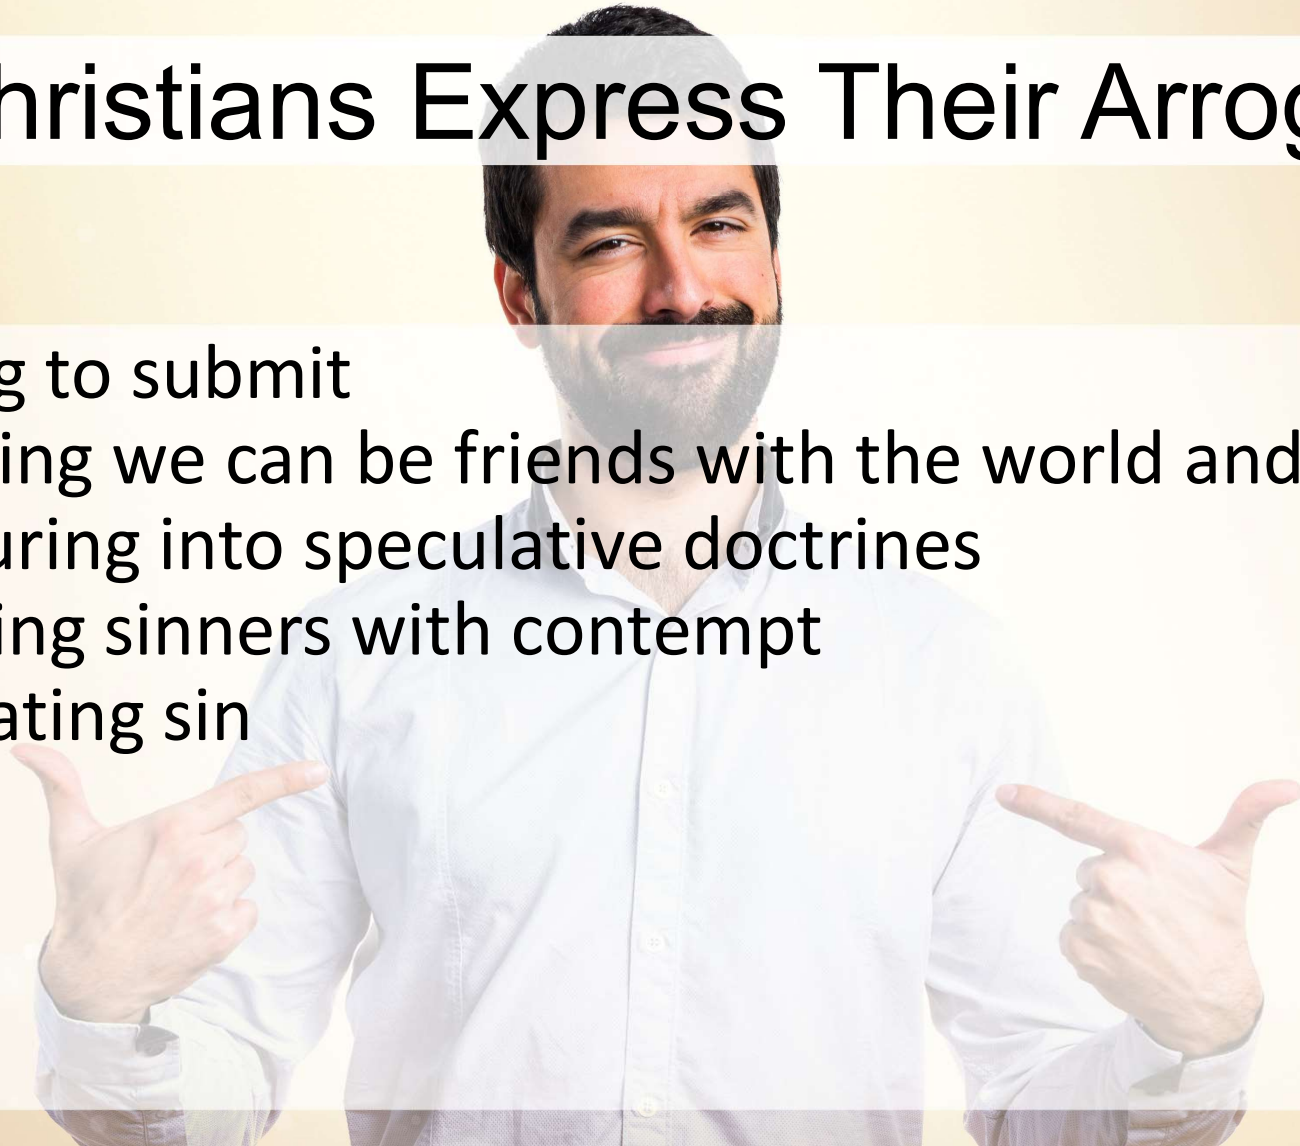 hristians Express Their Arrog
g to submit
ing we can be friends with the world and
uring into speculative doctrines
ing sinners with contempt
ating sin